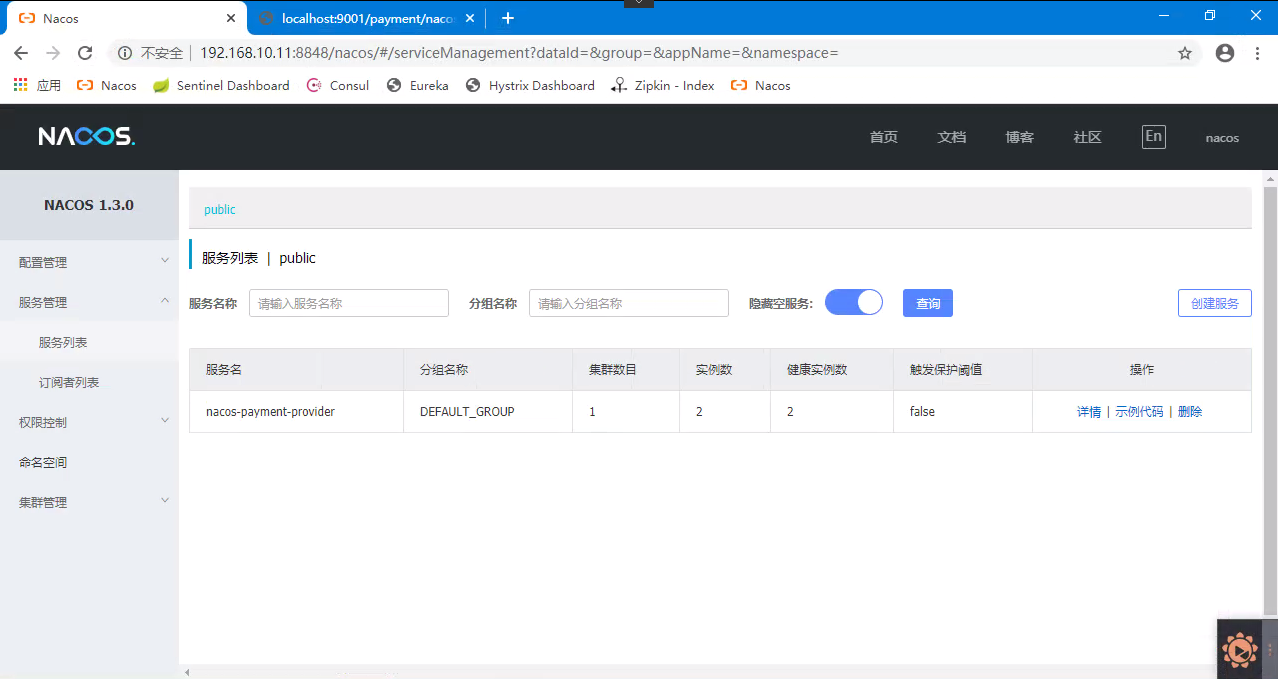 Nacos
localhost:9001/payment/naco
不安全 192.168.10.11:8848/nacos/#/serviceManagement?dataId=&group=&appName=&namespace=
应用 Nacos Sentinel Dashboard Consul Eureka Hystrix Dashboard Zipkin - Index Nacos
NACOS. 首页 文档 博客 社区 En nacos
NACOS 1.3.0
配置管理
服务管理
服务列表
订阅者列表
权限控制
命名空间
集群管理
public
服务列表 | public
服务名称 请输入服务名称 分组名称 请输入分组名称 隐藏空服务: 查询 创建服务
服务名 分组名称 集群数目 实例数 健康实例数 触发保护阈值 操作
nacos-payment-provider DEFAULT_GROUP 1 2 2 false 详情 | 示例代码 | 删除